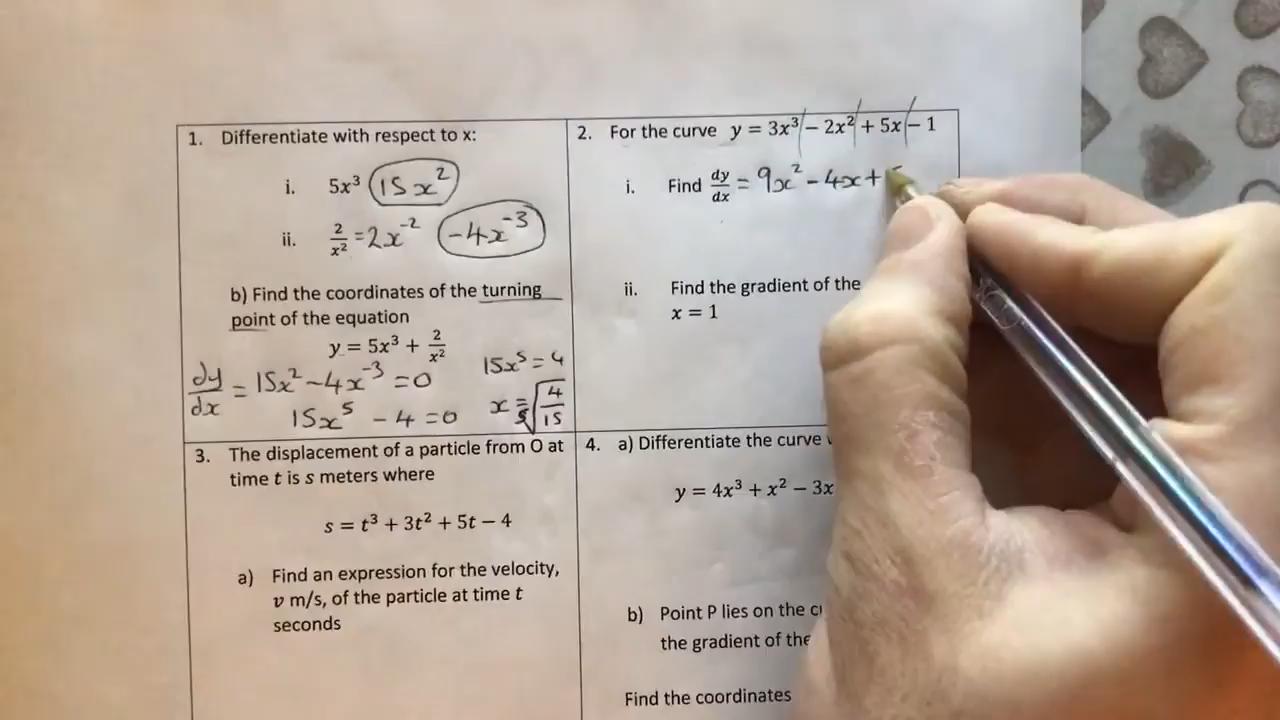 1. Differentiate with respect to x:
i. 5x³ 15x²
ii. 2/x² = 2x⁻² -4x⁻³
b) Find the coordinates of the turning
point of the equation
y = 5x³ + 2/x²
dy/dx = 15x² - 4x⁻³ = 0
15x⁵ - 4 = 0
15x⁵ = 4
x = ⁵√(4/15)
2. For the curve y = 3x³ − 2x² + 5x − 1
i. Find dy/dx = 9x² - 4x +
ii. Find the gradient of the
x = 1
3. The displacement of a particle from O at
time t is s meters where
s = t³ + 3t² + 5t − 4
a) Find an expression for the velocity,
v m/s, of the particle at time t
seconds
4. a) Differentiate the curve
y = 4x³ + x² − 3x
b) Point P lies on the
the gradient of the
Find the coordinates